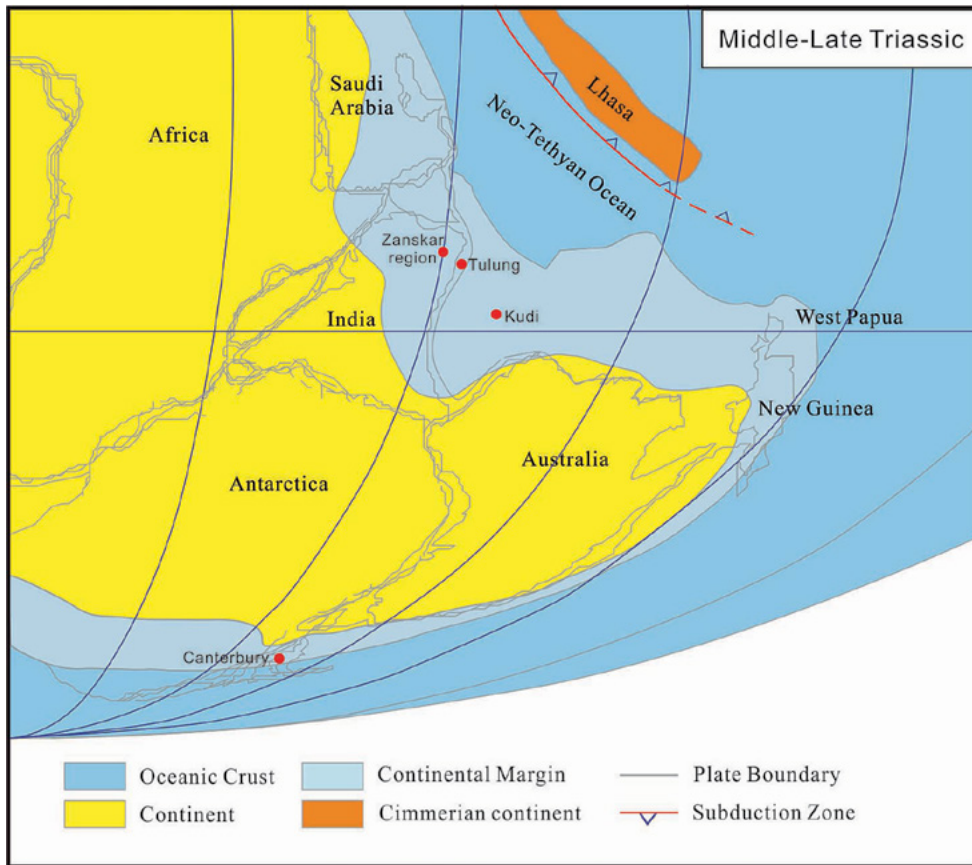 Middle-Late Triassic
Saudi
Arabia
Lhasa
Africa
Neo-Tethyan Ocean
Zanskar
region
Tulung
India
Kudi
West Papua
New Guinea
Australia
Antarctica
Canterbury
Oceanic Crust
Continental Margin
Plate Boundary
Continent
Cimmerian continent
Subduction Zone